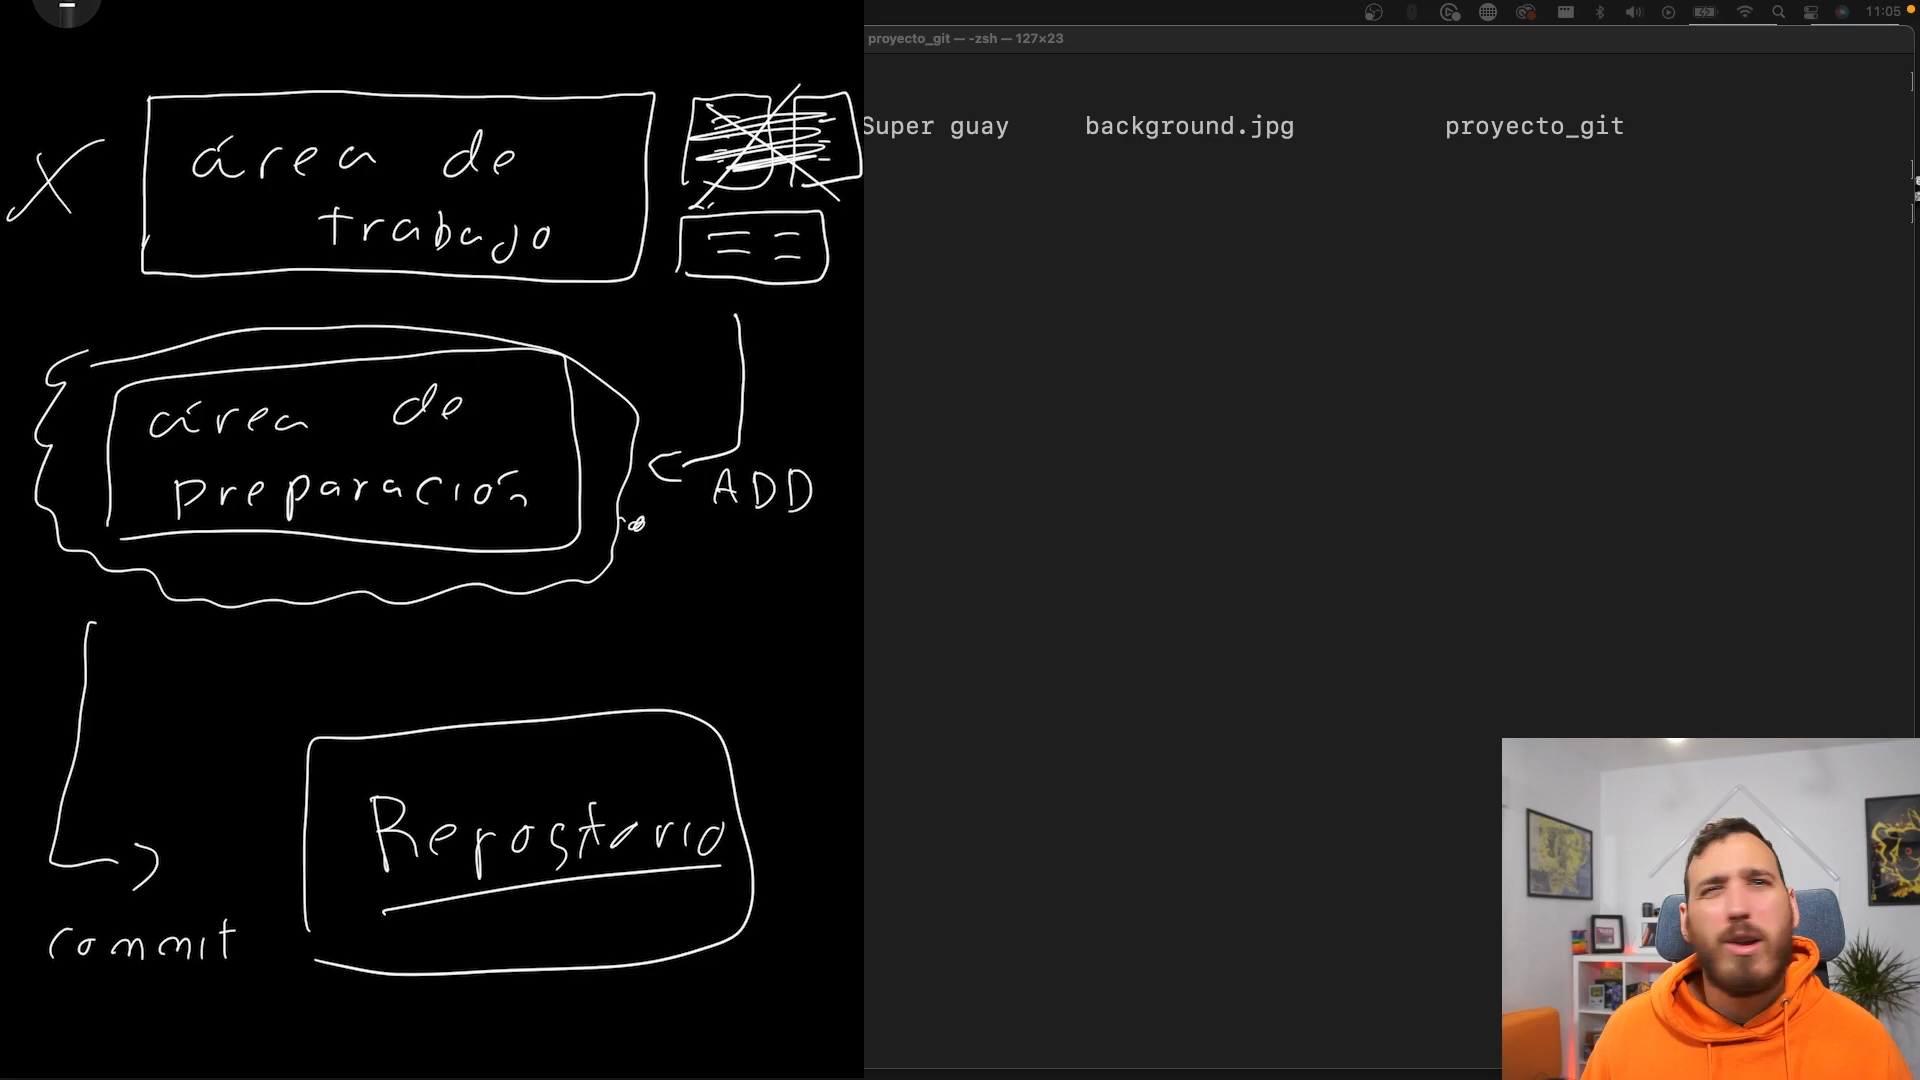 11:05
proyecto_git — -zsh — 127×23
Super guay background.jpg proyecto_git
X
área de
trabajo
área de
preparación
ADD
Repositorio
commit